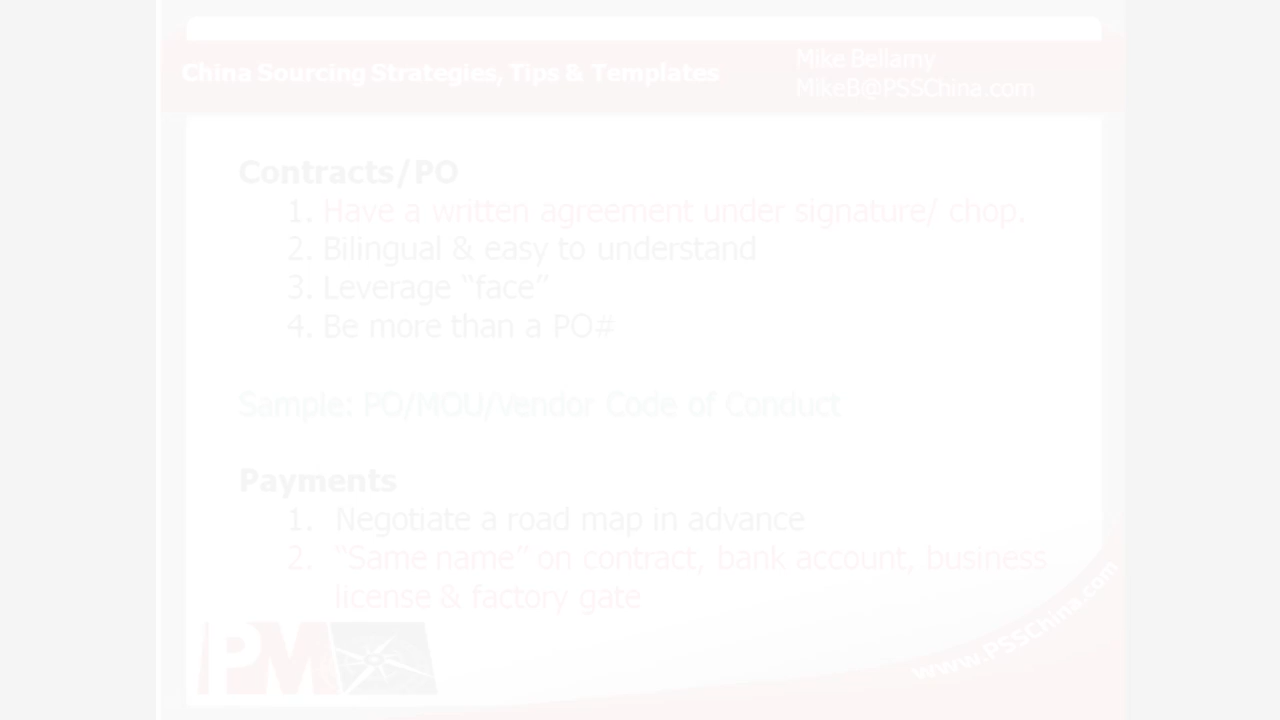 China Sourcing Strategies, Tips & Templates
Mike Bellamy
MikeB@PSSChina.com
Contracts/PO
1. Have a written agreement under signature/ chop.
2. Bilingual & easy to understand
3. Leverage “face”
4. Be more than a PO#
Sample: PO/MOU/Vendor Code of Conduct
Payments
1. Negotiate a road map in advance
2. “Same name” on contract, bank account, business
license & factory gate
PM
www.PSSChina.com